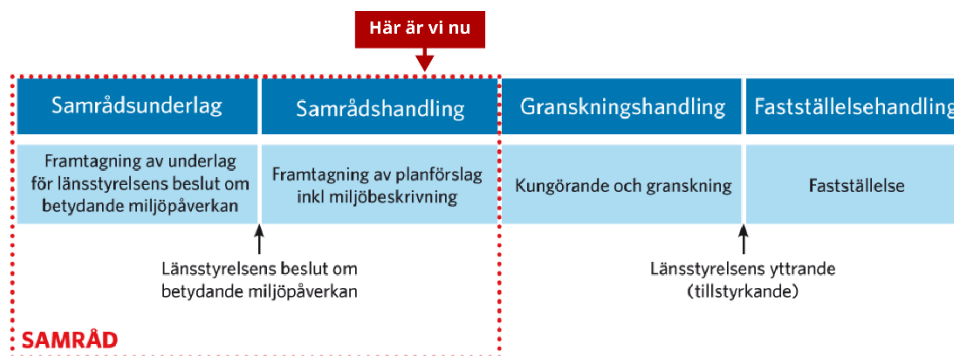 Här är vi nu
Samrådsunderlag
Samrådshandling
Granskningshandling
Fastställelsehandling
Framtagning av underlag
för länsstyrelsens beslut om
betydande miljöpåverkan
Framtagning av planförslag
inkl miljöbeskrivning
Kungörande och granskning
Fastställelse
Länsstyrelsens beslut om
betydande miljöpåverkan
Länsstyrelsens yttrande
(tillstyrkande)
SAMRÅD